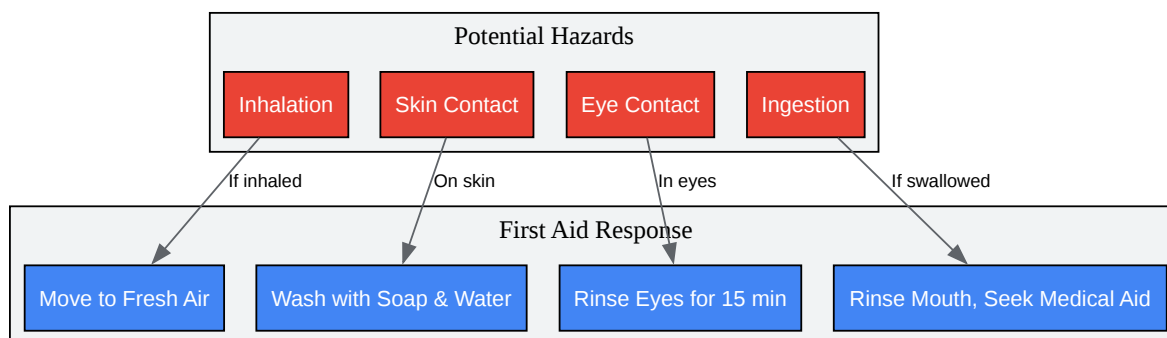 Potential Hazards
Inhalation
Skin Contact
Eye Contact
Ingestion
If inhaled
On skin
In eyes
If swallowed
First Aid Response
Move to Fresh Air
Wash with Soap & Water
Rinse Eyes for 15 min
Rinse Mouth, Seek Medical Aid